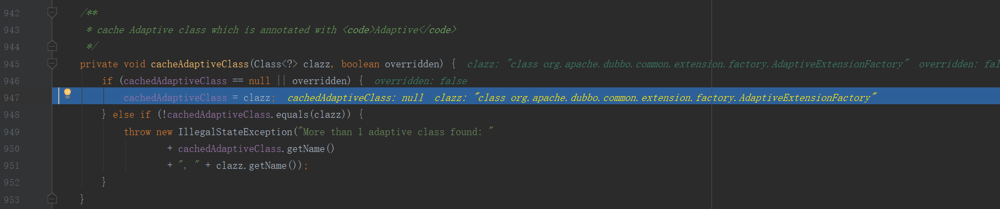 942 /**
943 * cache Adaptive class which is annotated with <code>Adaptive</code>
944 */
945 private void cacheAdaptiveClass(Class<?> clazz, boolean overridden) { clazz: "class org.apache.dubbo.common.extension.factory.AdaptiveExtensionFactory" overridden: fal
946 if (cachedAdaptiveClass == null || overridden) { overridden: false
947 cachedAdaptiveClass = clazz; cachedAdaptiveClass: null clazz: "class org.apache.dubbo.common.extension.factory.AdaptiveExtensionFactory"
948 } else if (!cachedAdaptiveClass.equals(clazz)) {
949 throw new IllegalStateException("More than 1 adaptive class found: "
950 + cachedAdaptiveClass.getName()
951 + ", " + clazz.getName());
952 }
953 }